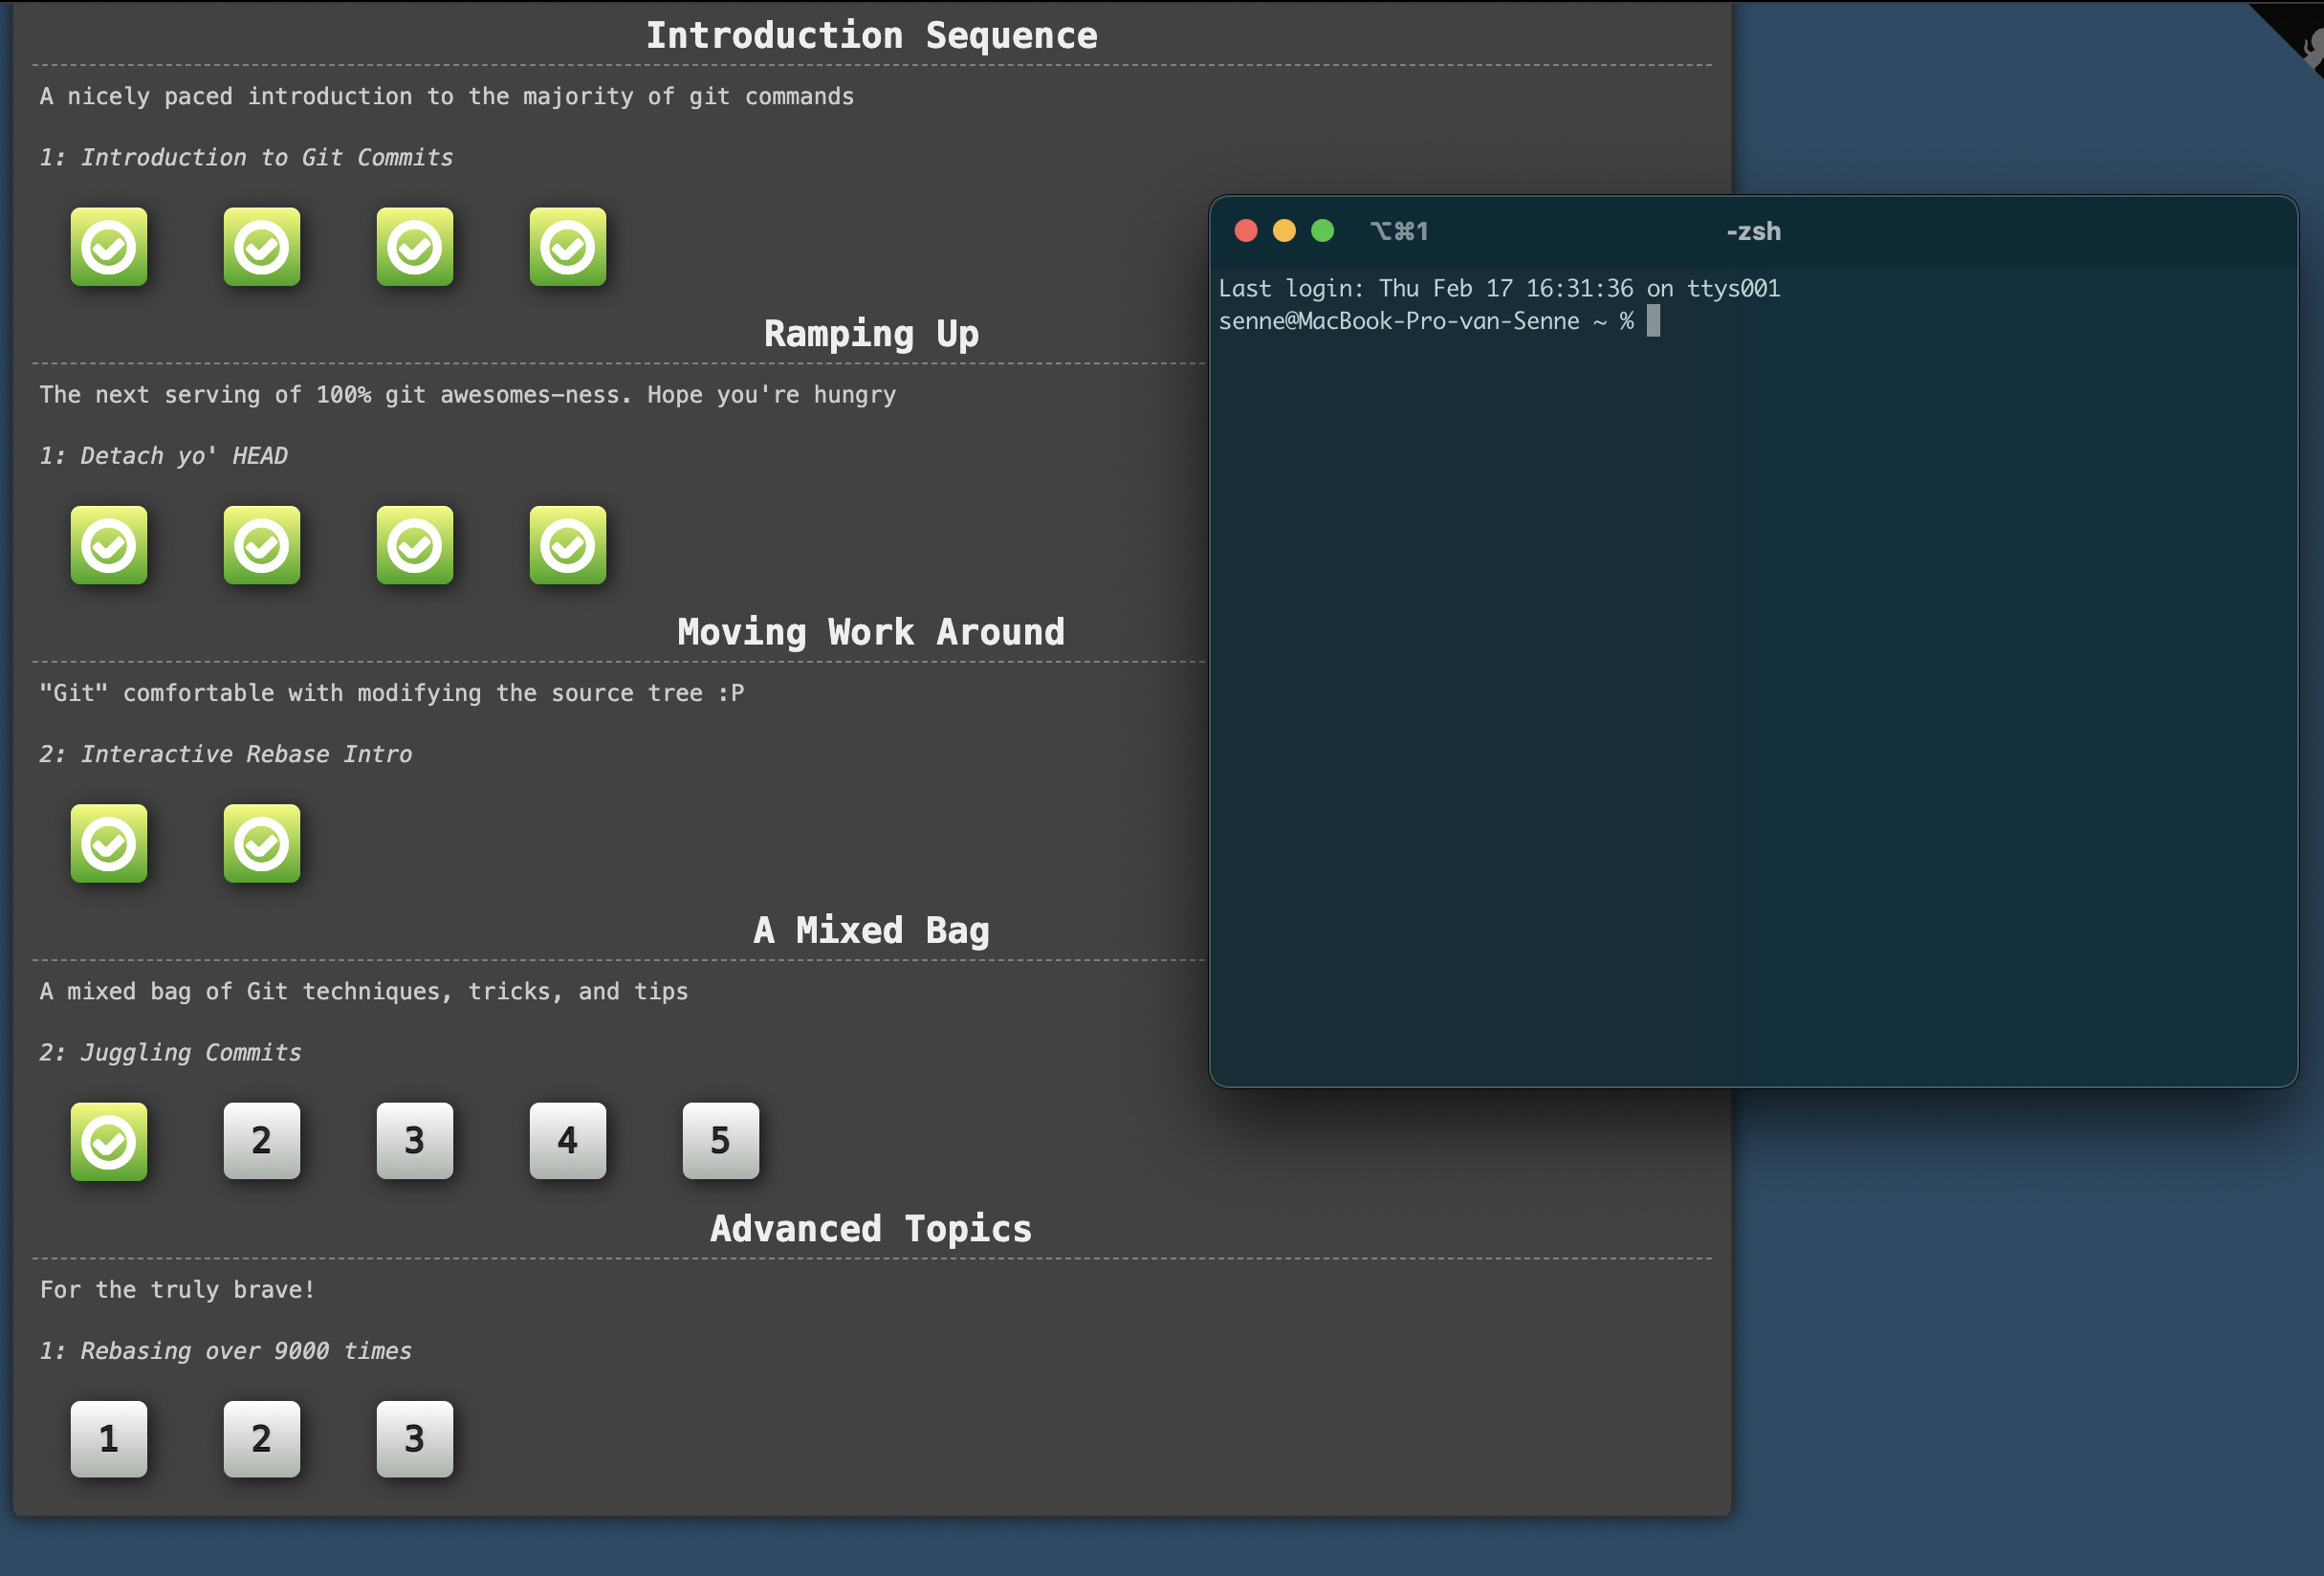 Introduction Sequence
A nicely paced introduction to the majority of git commands
1: Introduction to Git Commits
Ramping Up
The next serving of 100% git awesomes-ness. Hope you're hungry
1: Detach yo' HEAD
Moving Work Around
"Git" comfortable with modifying the source tree :P
2: Interactive Rebase Intro
A Mixed Bag
A mixed bag of Git techniques, tricks, and tips
2: Juggling Commits
2 3 4 5
Advanced Topics
For the truly brave!
1: Rebasing over 9000 times
1 2 3
⌥⌘1 -zsh
Last login: Thu Feb 17 16:31:36 on ttys001
senne@MacBook-Pro-van-Senne ~ %